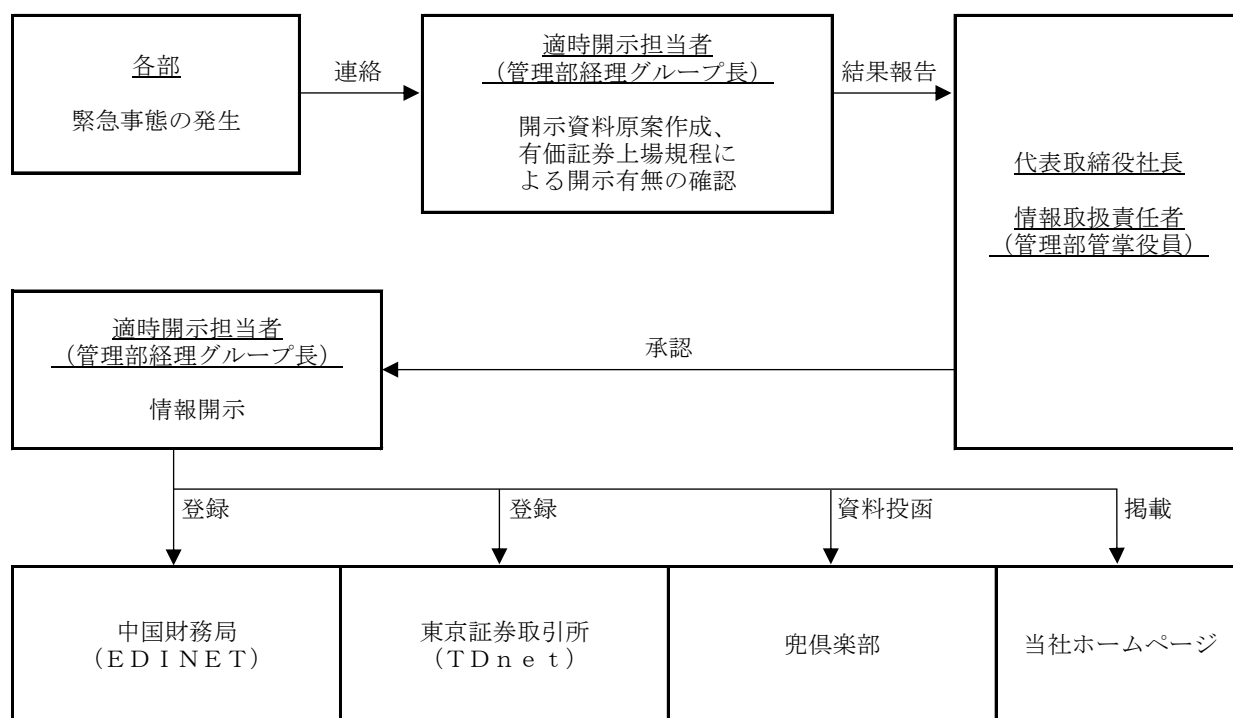 各部
緊急事態の発生
連絡
適時開示担当者
（管理部経理グループ長）
開示資料原案作成、
有価証券上場規程に
よる開示有無の確認
結果報告
代表取締役社長
情報取扱責任者
（管理部管掌役員）
承認
適時開示担当者
（管理部経理グループ長）
情報開示
登録
登録
資料投函
掲載
中国財務局
（ＥＤＩＮＥＴ）
東京証券取引所
（ＴＤｎｅｔ）
兜倶楽部
当社ホームページ